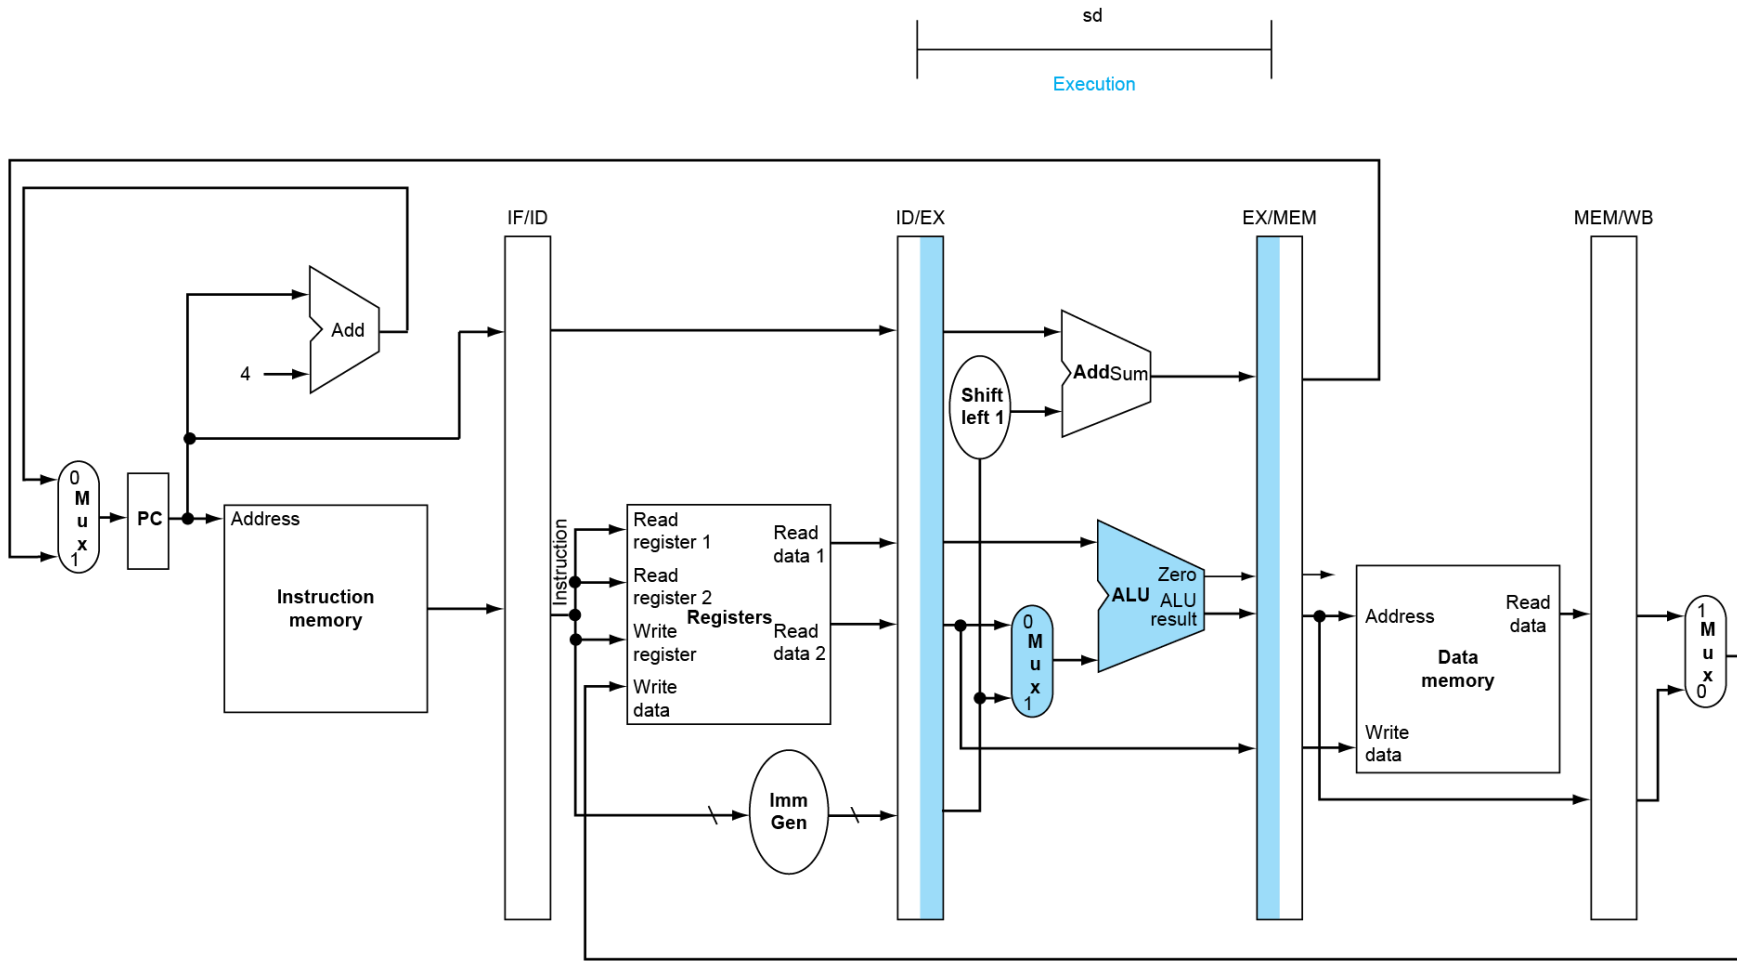 sd
Execution
IF/ID
ID/EX
EX/MEM
MEM/WB
Add
4
Add Sum
Shift
left 1
0
M
u
x
1
PC
Address
Instruction
memory
Instruction
Read
register 1
Read
register 2
Write
register
Write
data
Registers
Read
data 1
Read
data 2
Imm
Gen
0
M
u
x
1
ALU
Zero
ALU
result
Address
Read
data
Data
memory
Write
data
1
M
u
x
0